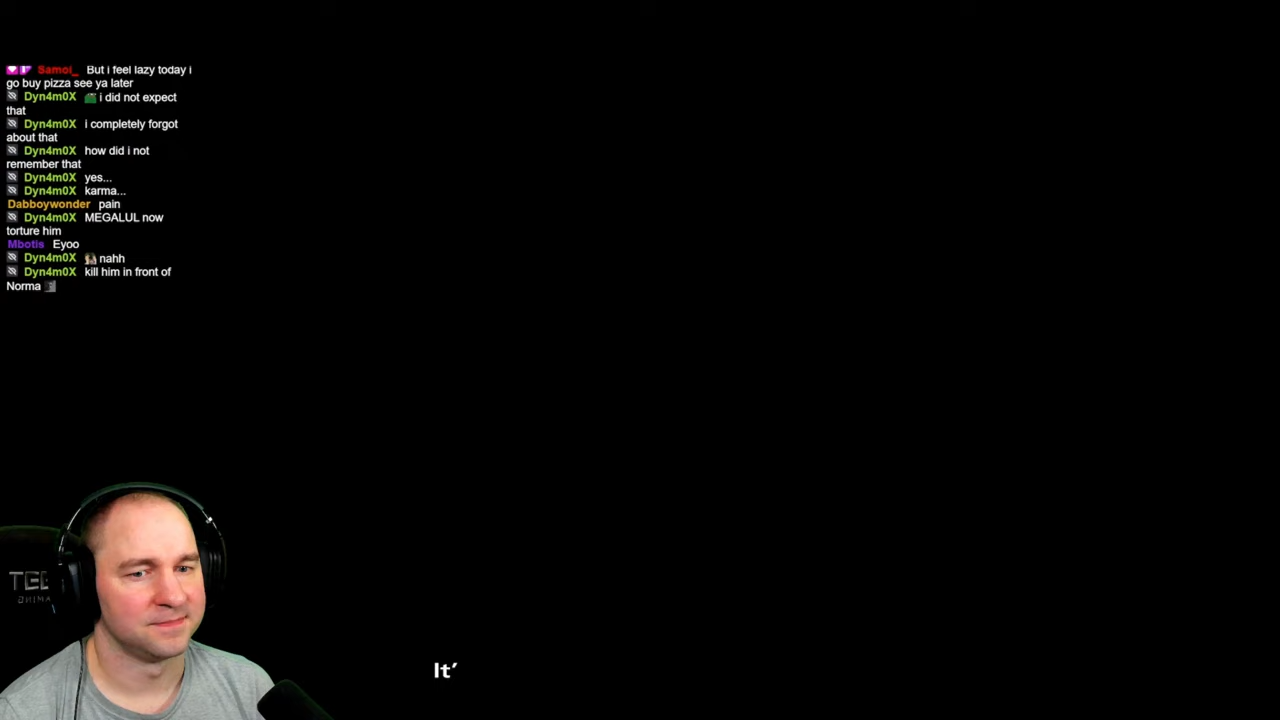 Samoi_ But i feel lazy today i
go buy pizza see ya later
Dyn4m0X i did not expect
that
Dyn4m0X i completely forgot
about that
Dyn4m0X how did i not
remember that
Dyn4m0X yes...
Dyn4m0X karma...
Dabboywonder pain
Dyn4m0X MEGALUL now
torture him
Mbotis Eyoo
Dyn4m0X nahh
Dyn4m0X kill him in front of
Norma
It’